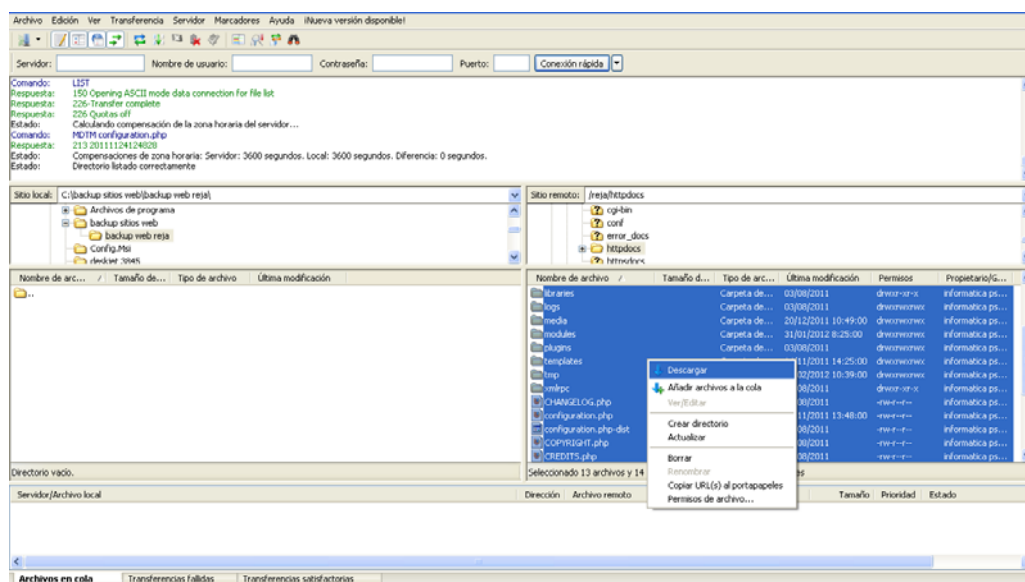 Archivo Edición Ver Transferencia Servidor Marcadores Ayuda ¡Nueva versión disponible!
Servidor: Nombre de usuario: Contraseña: Puerto: Conexión rápida
Comando: LIST
Respuesta: 150 Opening ASCII mode data connection for file list
Respuesta: 226-Transfer complete
Respuesta: 226 Quotas off
Estado: Calculando compensación de la zona horaria del servidor...
Comando: MDTM configuration.php
Respuesta: 213 20111124124828
Estado: Compensaciones de zona horaria: Servidor: 3600 segundos. Local: 3600 segundos. Diferencia: 0 segundos.
Estado: Directorio listado correctamente
Sitio local: C:\backup sitios web\backup web reja\
Archivos de programa
backup sitios web
backup web reja
Config.Msi
deskjet 3845
Sitio remoto: /reja/httpdocs
cgi-bin
conf
error_docs
httpdocs
httpsdocs
Nombre de arc... / Tamaño de... Tipo de archivo Última modificación
..
Directorio vacío.
Nombre de archivo / Tamaño d... Tipo de arc... Última modificación Permisos Propietario/G...
libraries Carpeta de... 03/08/2011 drwxr-xr-x informatica ps...
logs Carpeta de... 03/08/2011 drwxrwxrwx informatica ps...
media Carpeta de... 20/12/2011 10:49:00 drwxrwxrwx informatica ps...
modules Carpeta de... 31/01/2012 8:25:00 drwxrwxrwx informatica ps...
plugins Carpeta de... 03/08/2011 drwxrwxrwx informatica ps...
templates /11/2011 14:25:00 drwxrwxrwx informatica ps...
tmp 02/2012 10:39:00 drwxrwxrwx informatica ps...
xmlrpc 08/2011 drwxr-xr-x informatica ps...
CHANGELOG.php 08/2011 -rw-r--r-- informatica ps...
configuration.php 11/2011 13:48:00 -rw-r--r-- informatica ps...
configuration.php-dist 08/2011 -rw-r--r-- informatica ps...
COPYRIGHT.php 08/2011 -rw-r--r-- informatica ps...
CREDITS.php 08/2011 -rw-r--r-- informatica ps...
Seleccionado 13 archivos y 14 es
Descargar
Añadir archivos a la cola
Ver/Editar
Crear directorio
Actualizar
Borrar
Renombrar
Copiar URL(s) al portapapeles
Permisos de archivo...
Servidor/Archivo local Dirección Archivo remoto Tamaño Prioridad Estado
Archivos en cola Transferencias fallidas Transferencias satisfactorias